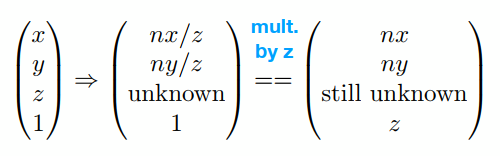 x y z 1 ⇒ nx/z ny/z unknown 1 mult. by z == nx ny still unknown z